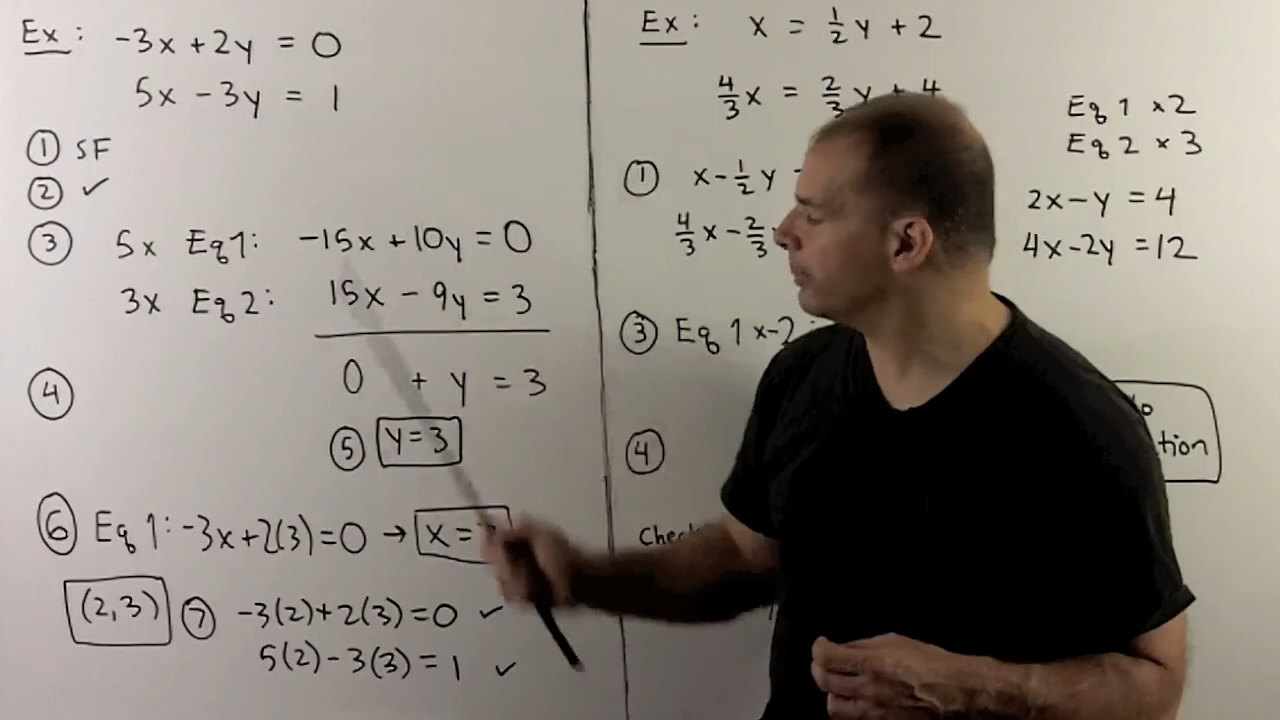 Ex: -3x + 2y = 0
5x - 3y = 1
① SF
② ✓
③ 5x Eq1: -15x + 10y = 0
3x Eq2: 15x - 9y = 3
④ 0 + y = 3
⑤ y = 3
⑥ Eq 1: -3x + 2(3) = 0 → x =
(2,3) ⑦ -3(2) + 2(3) = 0 ✓
5(2) - 3(3) = 1 ✓
Ex: x = 1/2 y + 2
4/3 x = 2/3 y + 4
① x - 1/2 y
4/3 x - 2/3
③ Eq 1 x-2:
④
Eq 1 x 2
Eq 2 x 3
2x - y = 4
4x - 2y = 12